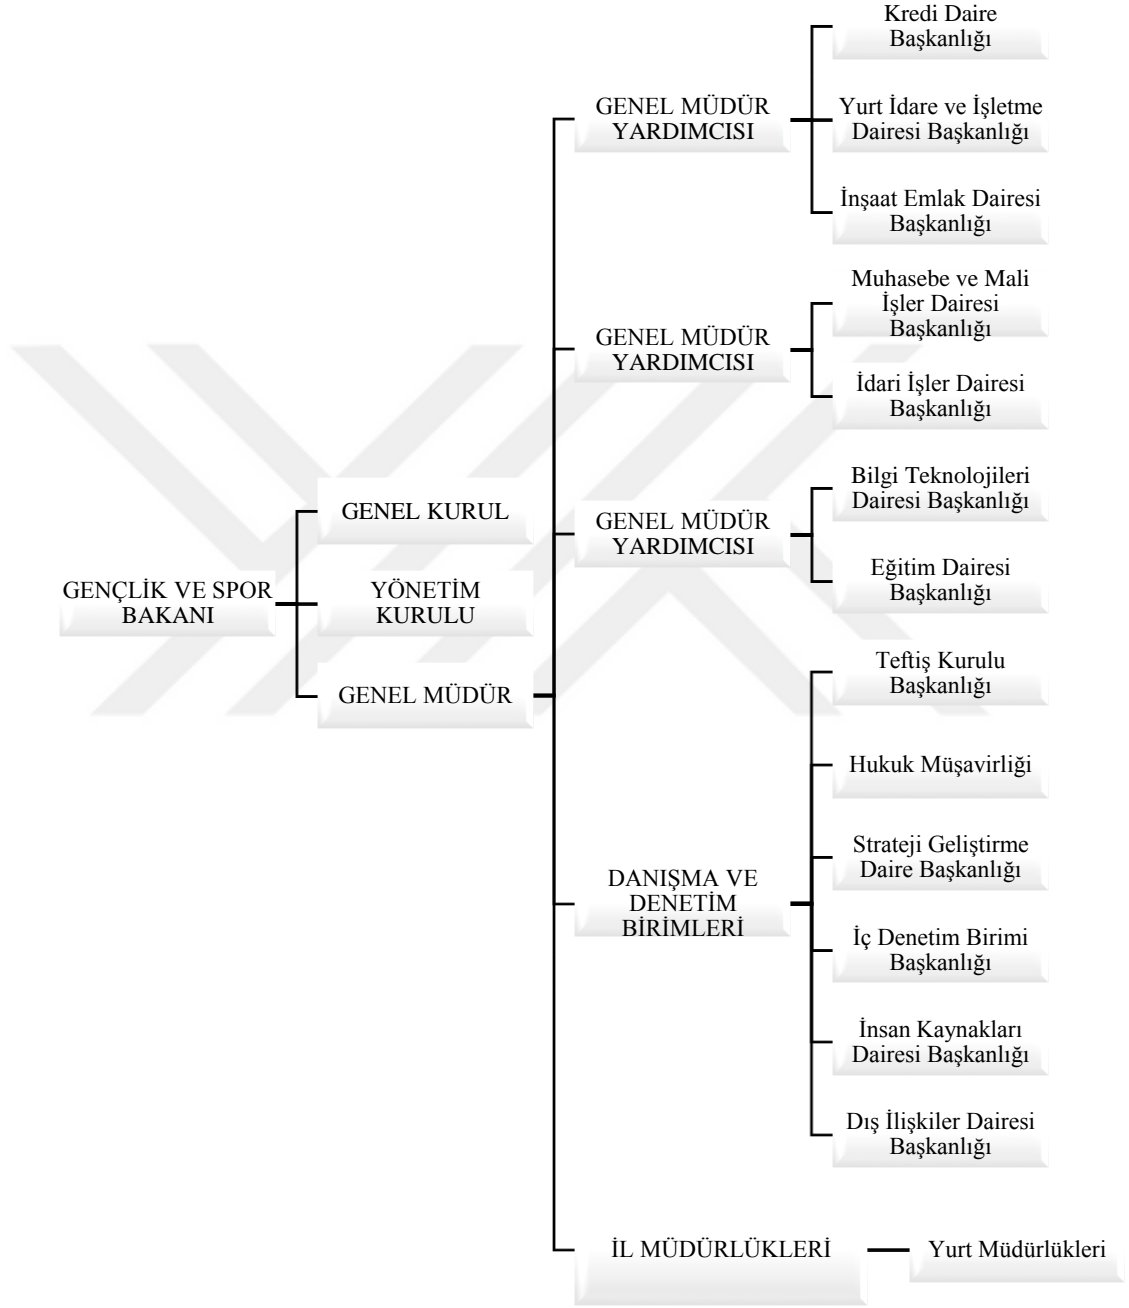 Kredi Daire
Başkanlığı
GENEL MÜDÜR
YARDIMCISI
Yurt İdare ve İşletme
Dairesi Başkanlığı
İnşaat Emlak Dairesi
Başkanlığı
Muhasebe ve Mali
İşler Dairesi
Başkanlığı
GENEL MÜDÜR
YARDIMCISI
İdari İşler Dairesi
Başkanlığı
Bilgi Teknolojileri
Dairesi Başkanlığı
GENEL KURUL
GENEL MÜDÜR
YARDIMCISI
Eğitim Dairesi
Başkanlığı
GENÇLİK VE SPOR
BAKANI
YÖNETİM
KURULU
GENEL MÜDÜR
Teftiş Kurulu
Başkanlığı
Hukuk Müşavirliği
Strateji Geliştirme
Daire Başkanlığı
DANIŞMA VE
DENETİM
BİRİMLERİ
İç Denetim Birimi
Başkanlığı
İnsan Kaynakları
Dairesi Başkanlığı
Dış İlişkiler Dairesi
Başkanlığı
İL MÜDÜRLÜKLERİ
Yurt Müdürlükleri